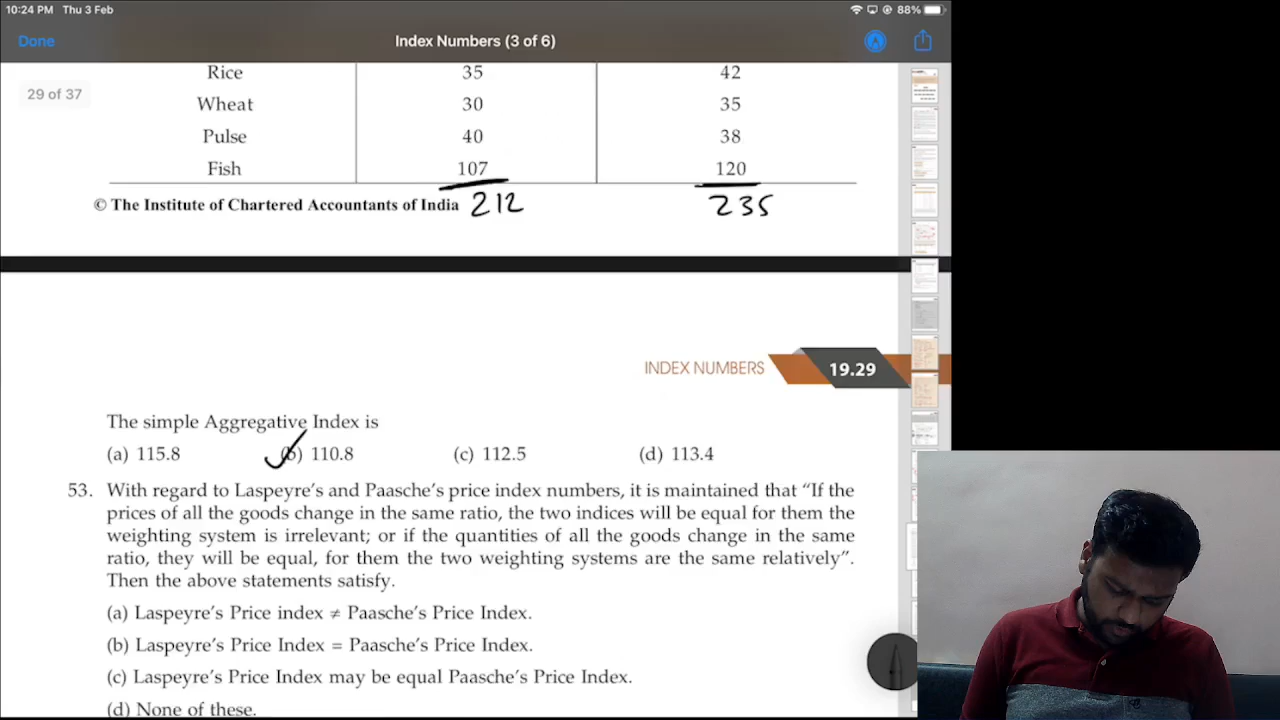 10:24 PM Thu 3 Feb 88%
Done Index Numbers (3 of 6)
29 of 37
Rice 35 42
Wheat 30 35
Pulse 40 38
Fish 107 120
© The Institute of Chartered Accountants of India 212 235
INDEX NUMBERS 19.29
The simple Aggregative Index is
(a) 115.8 (b) 110.8 (c) 112.5 (d) 113.4
53. With regard to Laspeyre's and Paasche's price index numbers, it is maintained that "If the
prices of all the goods change in the same ratio, the two indices will be equal for them the
weighting system is irrelevant; or if the quantities of all the goods change in the same
ratio, they will be equal, for them the two weighting systems are the same relatively".
Then the above statements satisfy.
(a) Laspeyre's Price index ≠ Paasche's Price Index.
(b) Laspeyre's Price Index = Paasche's Price Index.
(c) Laspeyre's Price Index may be equal Paasche's Price Index.
(d) None of these.